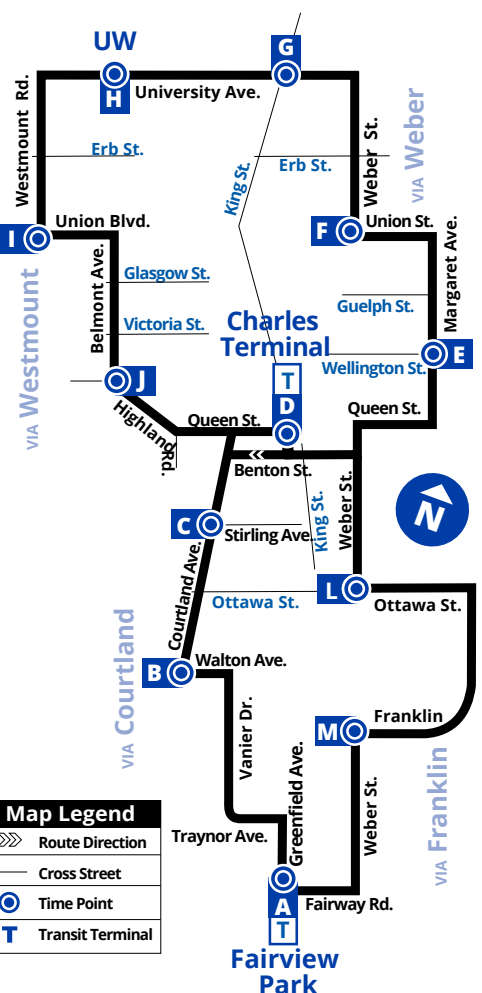 UW
G
H
University Ave.
Westmount Rd.
Erb St.
King St.
Erb St.
Weber St.
VIA Weber
I
Union Blvd.
F
Union St.
Belmont Ave.
Glasgow St.
Margaret Ave.
Guelph St.
VIA Westmount
Victoria St.
Charles
Terminal
E
Wellington St.
J
T
D
Highland
Rd.
Queen St.
Queen St.
Benton St.
King St.
Weber St.
N
C
Stirling Ave.
Courtland Ave.
Ottawa St.
L
Ottawa St.
VIA Courtland
B
Walton Ave.
Vanier Dr.
M
Franklin
Greenfield Ave.
Weber St.
VIA Franklin
Traynor Ave.
A
T
Fairway Rd.
Fairview
Park
Map Legend
Route Direction
Cross Street
Time Point
T Transit Terminal